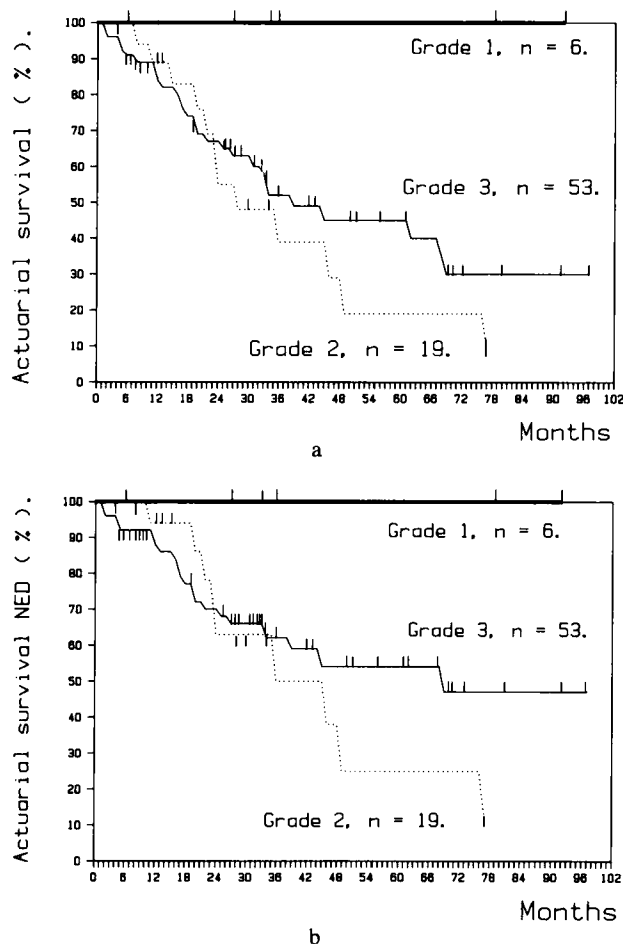 Actuarial survival ( % ).
100
90
80
70
60
50
40
30
20
10
0
Grade 1, n = 6.
Grade 3, n = 53.
Grade 2, n = 19.
0 6 12 18 24 30 36 42 48 54 60 66 72 78 84 90 96 102
Months
a
Actuarial survival NED ( % ).
100
90
80
70
60
50
40
30
20
10
0
Grade 1, n = 6.
Grade 3, n = 53.
Grade 2, n = 19.
0 6 12 18 24 30 36 42 48 54 60 66 72 78 84 90 96 102
Months
b